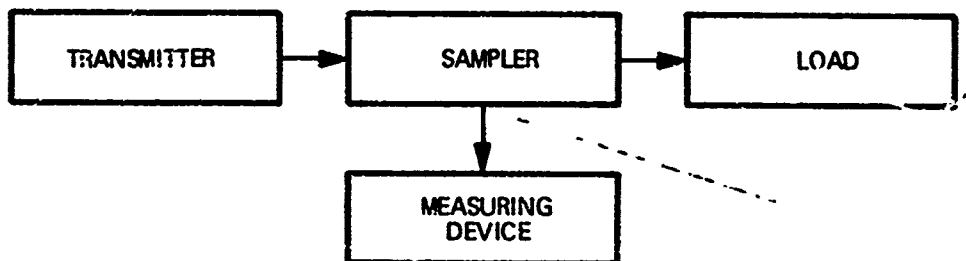 TRANSMITTER
SAMPLER
LOAD
MEASURING
DEVICE